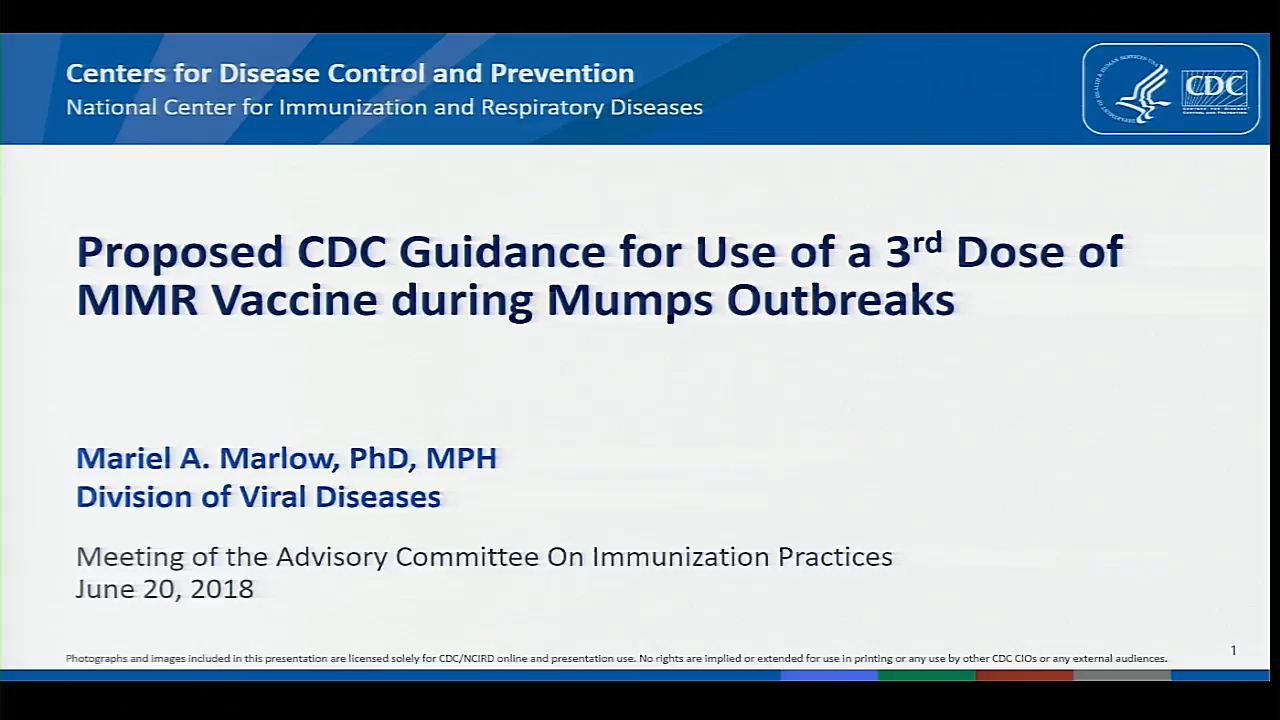 Centers for Disease Control and Prevention
National Center for Immunization and Respiratory Diseases
CDC
Proposed CDC Guidance for Use of a 3rd Dose of
MMR Vaccine during Mumps Outbreaks
Mariel A. Marlow, PhD, MPH
Division of Viral Diseases
Meeting of the Advisory Committee On Immunization Practices
June 20, 2018
Photographs and images included in this presentation are licensed solely for CDC/NCIRD online and presentation use. No rights are implied or extended for use in printing or any use by other CDC CIOs or any external audiences.
1